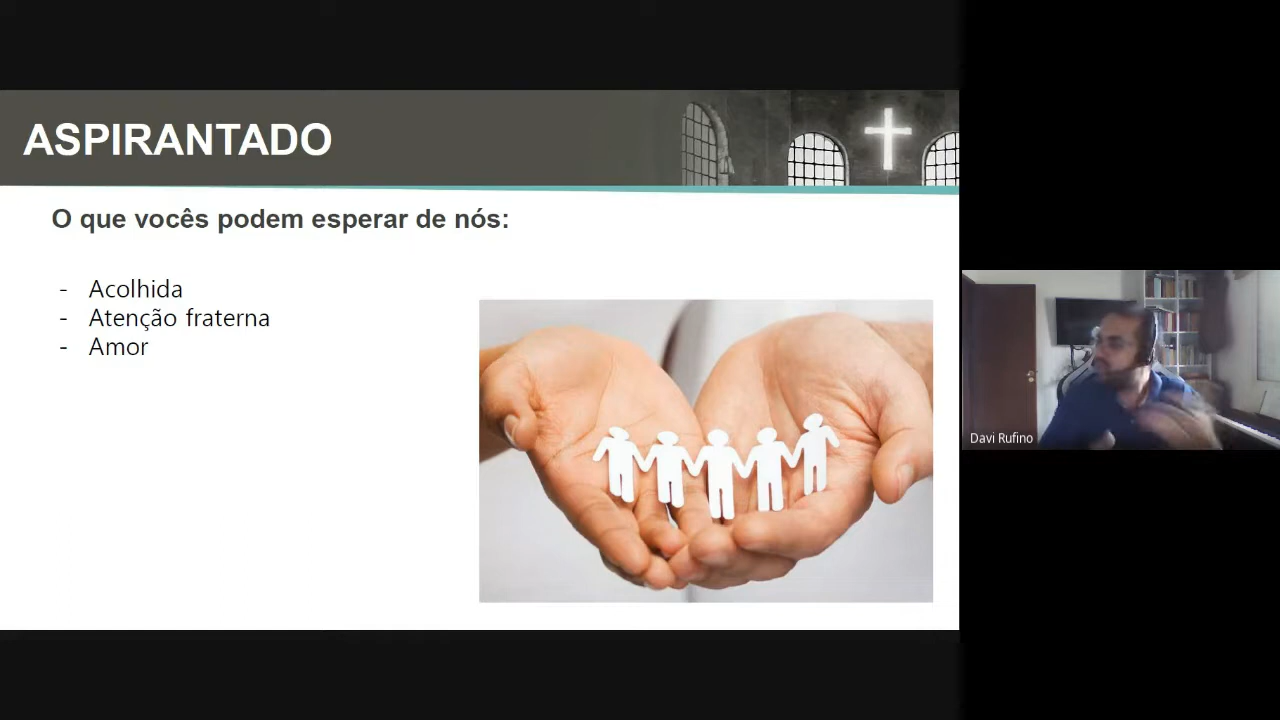 ASPIRANTADO
O que vocês podem esperar de nós:
- Acolhida
- Atenção fraterna
- Amor
Davi Rufino